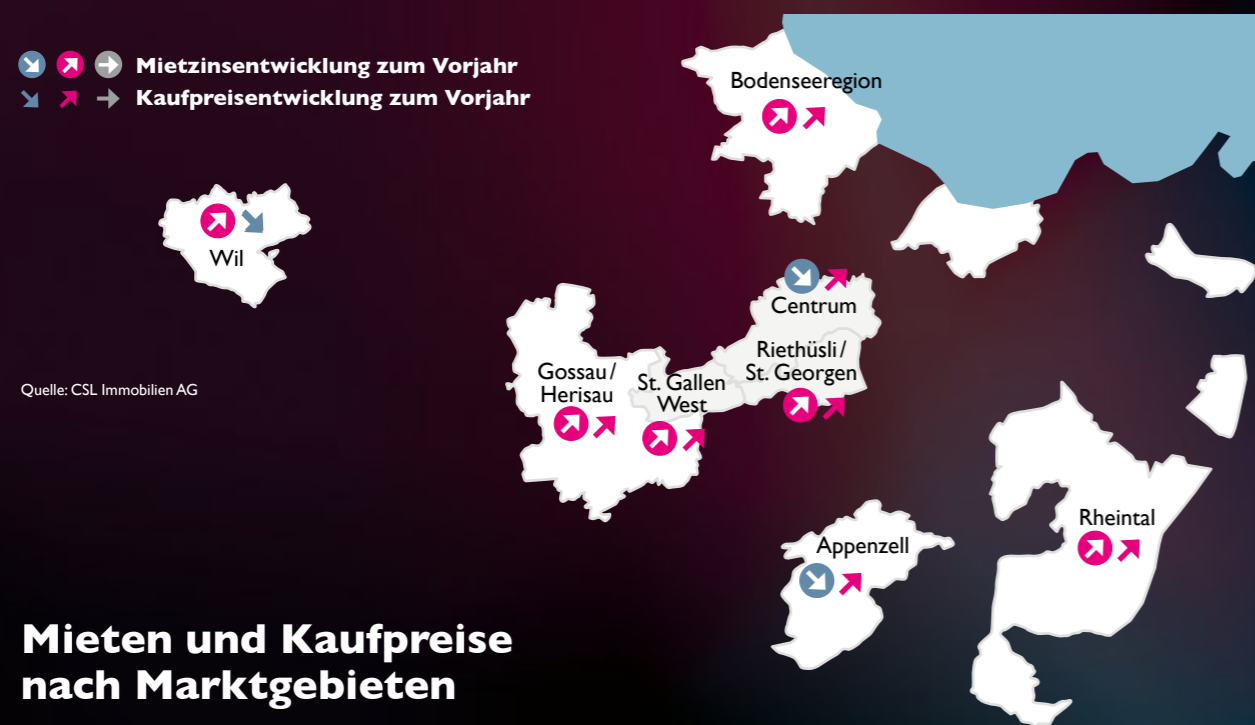 Mietzinsentwicklung zum Vorjahr
Kaufpreisentwicklung zum Vorjahr
Bodenseeregion
Wil
Centrum
Riethüsli/
St. Georgen
Gossau/
Herisau
St. Gallen
West
Quelle: CSL Immobilien AG
Rheintal
Appenzell
Mieten und Kaufpreise
nach Marktgebieten